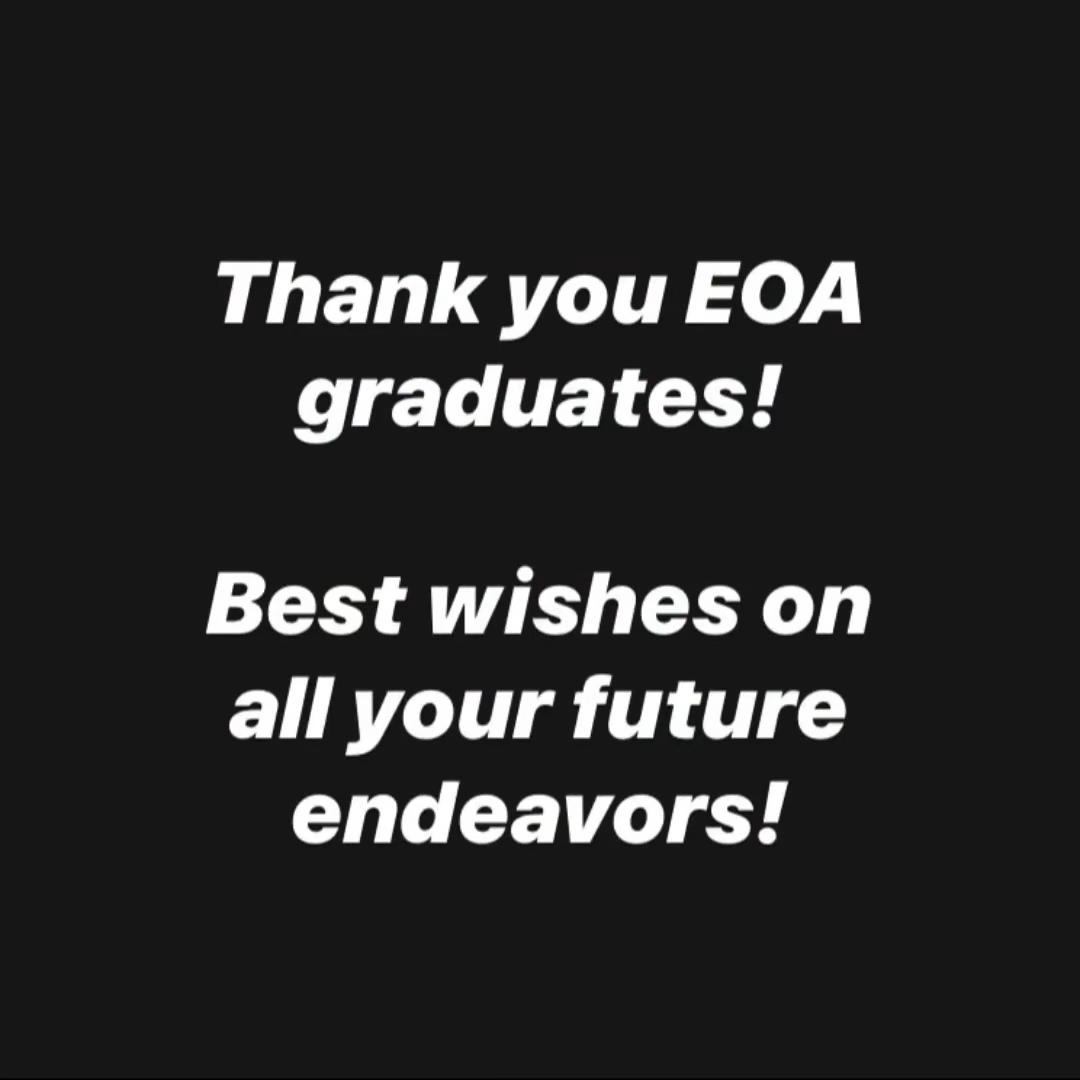 Thank you EOA
graduates!
Best wishes on
all your future
endeavors!